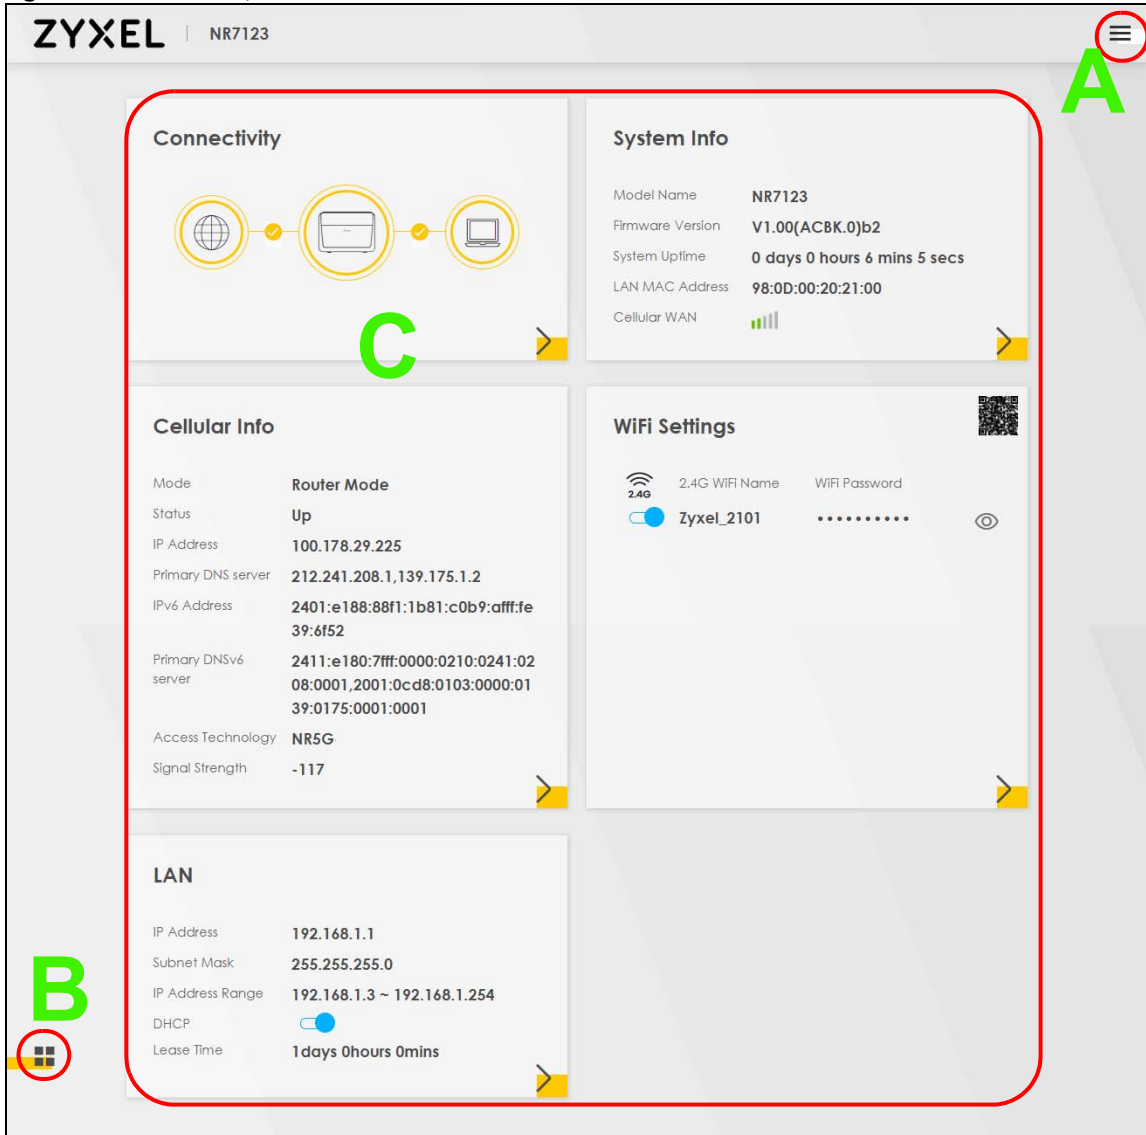 ZYXEL NR7123
A
Connectivity
C
System Info
Model Name NR7123
Firmware Version V1.00(ACBK.0)b2
System Uptime 0 days 0 hours 6 mins 5 secs
LAN MAC Address 98:0D:00:20:21:00
Cellular WAN
Cellular Info
Mode Router Mode
Status Up
IP Address 100.178.29.225
Primary DNS server 212.241.208.1,139.175.1.2
IPv6 Address 2401:e188:88f1:1b81:c0b9:afff:fe
39:6f52
Primary DNSv6 2411:e180:7fff:0000:0210:0241:02
server 08:0001,2001:0cd8:0103:0000:01
39:0175:0001:0001
Access Technology NR5G
Signal Strength -117
WiFi Settings
2.4G 2.4G WiFi Name WiFi Password
Zyxel_2101 ••••••••••
LAN
IP Address 192.168.1.1
Subnet Mask 255.255.255.0
IP Address Range 192.168.1.3 ~ 192.168.1.254
DHCP
Lease Time 1days 0hours 0mins
B